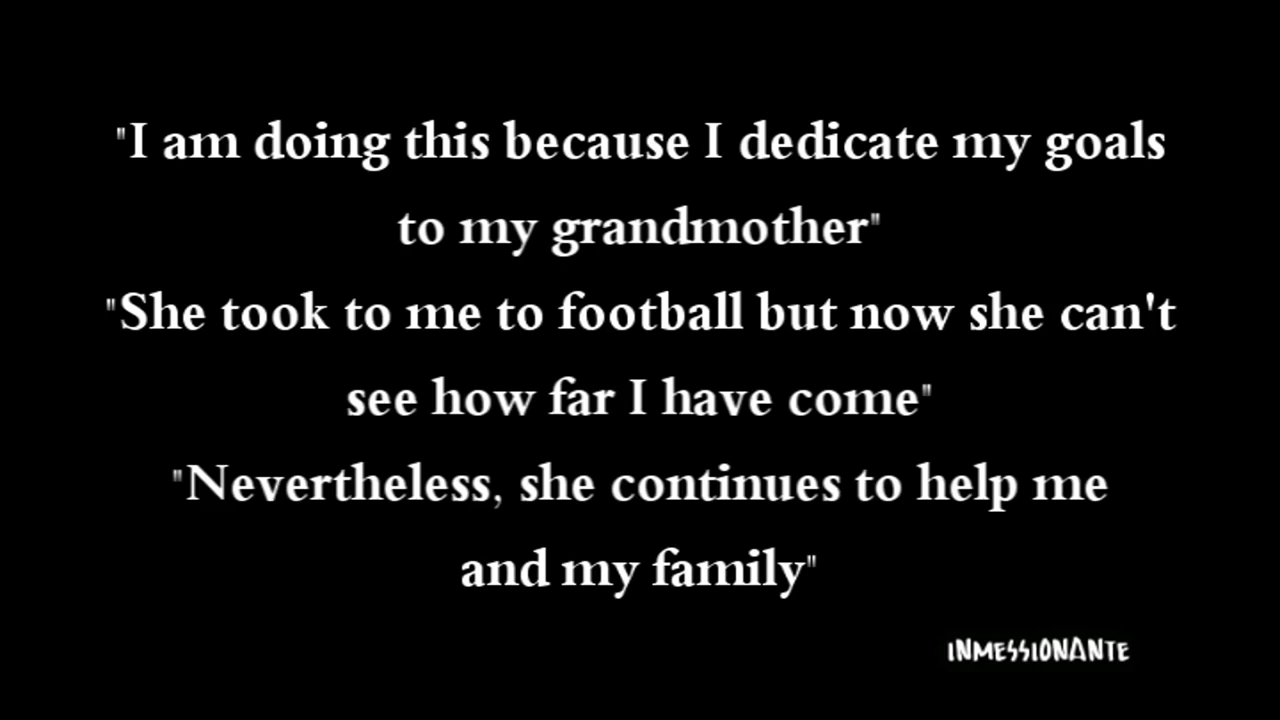 "I am doing this because I dedicate my goals
to my grandmother"
"She took to me to football but now she can't
see how far I have come"
"Nevertheless, she continues to help me
and my family"
INMESSIONANTE